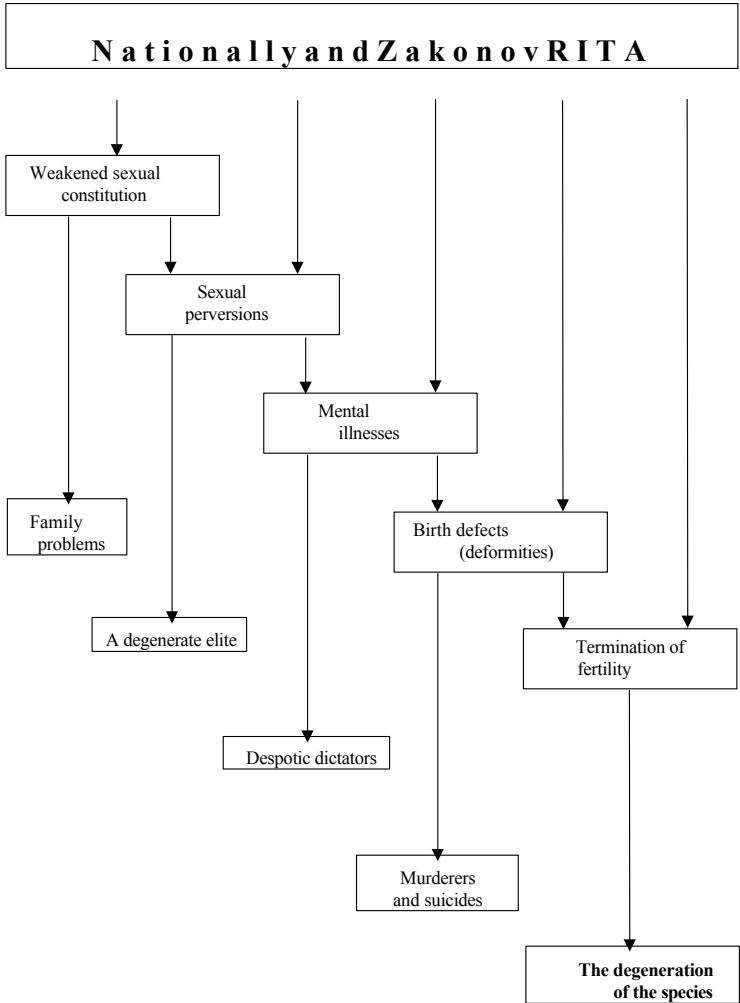 N a t i o n a l l y a n d Z a k o n o v R I T A
Weakened sexual
constitution
Sexual
perversions
Mental
illnesses
Family
problems
Birth defects
(deformities)
A degenerate elite
Termination of
fertility
Despotic dictators
Murderers
and suicides
The degeneration
of the species